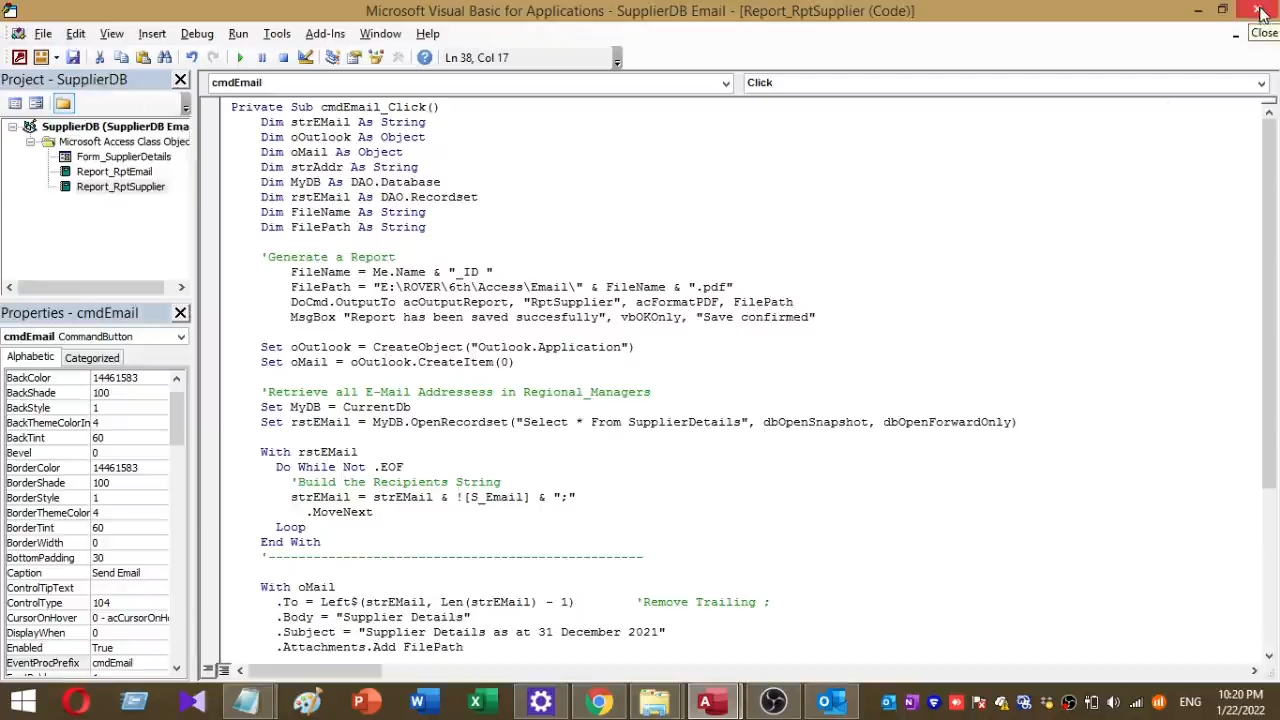 Microsoft Visual Basic for Applications - SupplierDB Email - [Report_RptSupplier (Code)]
Close
File Edit View Insert Debug Run Tools Add-Ins Window Help
Ln 38, Col 17
Project - SupplierDB
cmdEmail
Click
SupplierDB (SupplierDB Ema
Microsoft Access Class Objec
Form_SupplierDetails
Report_RptEmail
Report_RptSupplier
Properties - cmdEmail
cmdEmail CommandButton
Alphabetic Categorized
BackColor 14461583
BackShade 100
BackStyle 1
BackThemeColorIn 4
BackTint 60
Bevel 0
BorderColor 14461583
BorderShade 100
BorderStyle 1
BorderThemeColor 4
BorderTint 60
BorderWidth 0
BottomPadding 30
Caption Send Email
ControlTipText
ControlType 104
CursorOnHover 0 - acCursorOnH
DisplayWhen 0
Enabled True
EventProcPrefix cmdEmail
Private Sub cmdEmail_Click()
Dim strEMail As String
Dim oOutlook As Object
Dim oMail As Object
Dim strAddr As String
Dim MyDB As DAO.Database
Dim rstEMail As DAO.Recordset
Dim FileName As String
Dim FilePath As String
'Generate a Report
FileName = Me.Name & "_ID "
FilePath = "E:\ROVER\6th\Access\Email\" & FileName & ".pdf"
DoCmd.OutputTo acOutputReport, "RptSupplier", acFormatPDF, FilePath
MsgBox "Report has been saved succesfully", vbOKOnly, "Save confirmed"
Set oOutlook = CreateObject("Outlook.Application")
Set oMail = oOutlook.CreateItem(0)
'Retrieve all E-Mail Addressess in Regional_Managers
Set MyDB = CurrentDb
Set rstEMail = MyDB.OpenRecordset("Select * From SupplierDetails", dbOpenSnapshot, dbOpenForwardOnly)
With rstEMail
Do While Not .EOF
'Build the Recipients String
strEMail = strEMail & ![S_Email] & ";"
.MoveNext
Loop
End With
'--------------------------------------------------
With oMail
.To = Left$(strEMail, Len(strEMail) - 1) 'Remove Trailing ;
.Body = "Supplier Details"
.Subject = "Supplier Details as at 31 December 2021"
.Attachments.Add FilePath
ENG
10:20 PM
1/22/2022